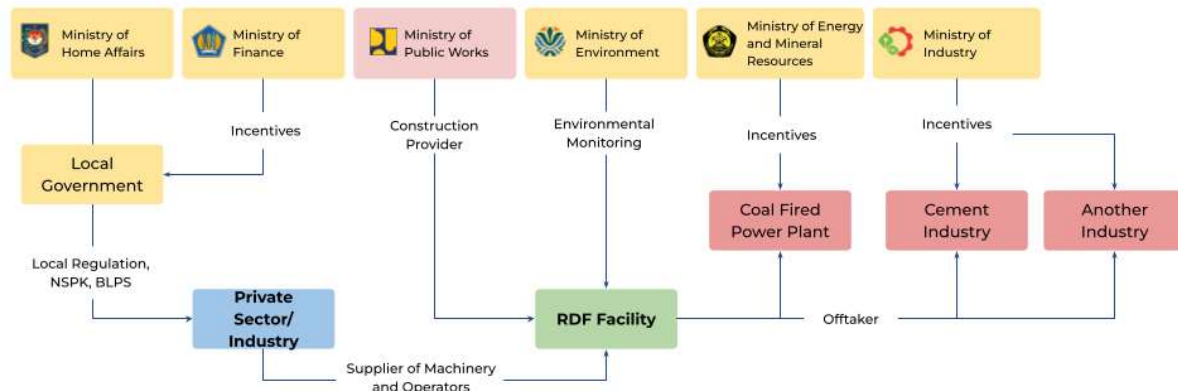 Ministry of
Home Affairs
Ministry of
Finance
Ministry of
Public Works
Ministry of
Environment
Ministry of Energy
and Mineral
Resources
Ministry of
Industry
Incentives
Construction
Provider
Environmental
Monitoring
Incentives
Incentives
Local
Government
Coal Fired
Power Plant
Cement
Industry
Another
Industry
Local Regulation,
NSPK, BLPS
Private
Sector/
Industry
RDF Facility
Offtaker
Supplier of Machinery
and Operators